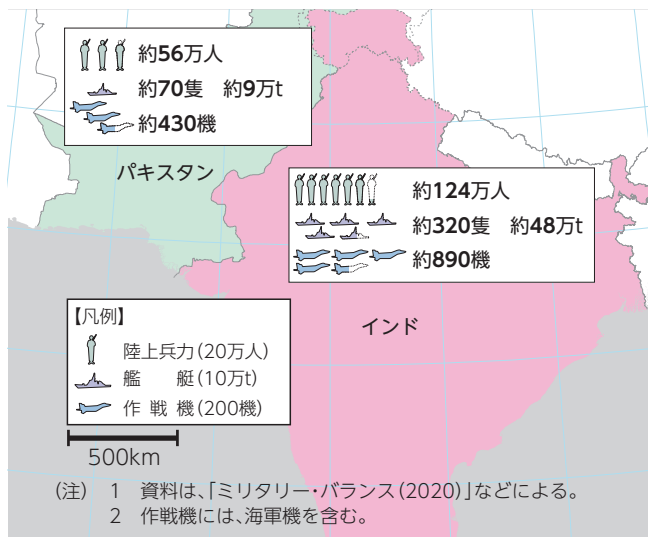 約56万人
約70隻 約9万t
約430機
パキスタン
約124万人
約320隻 約48万t
約890機
インド
【凡例】
陸上兵力(20万人)
艦 艇(10万t)
作戦機(200機)
500km
(注) 1 資料は、「ミリタリー・バランス(2020)」などによる。
2 作戦機には、海軍機を含む。